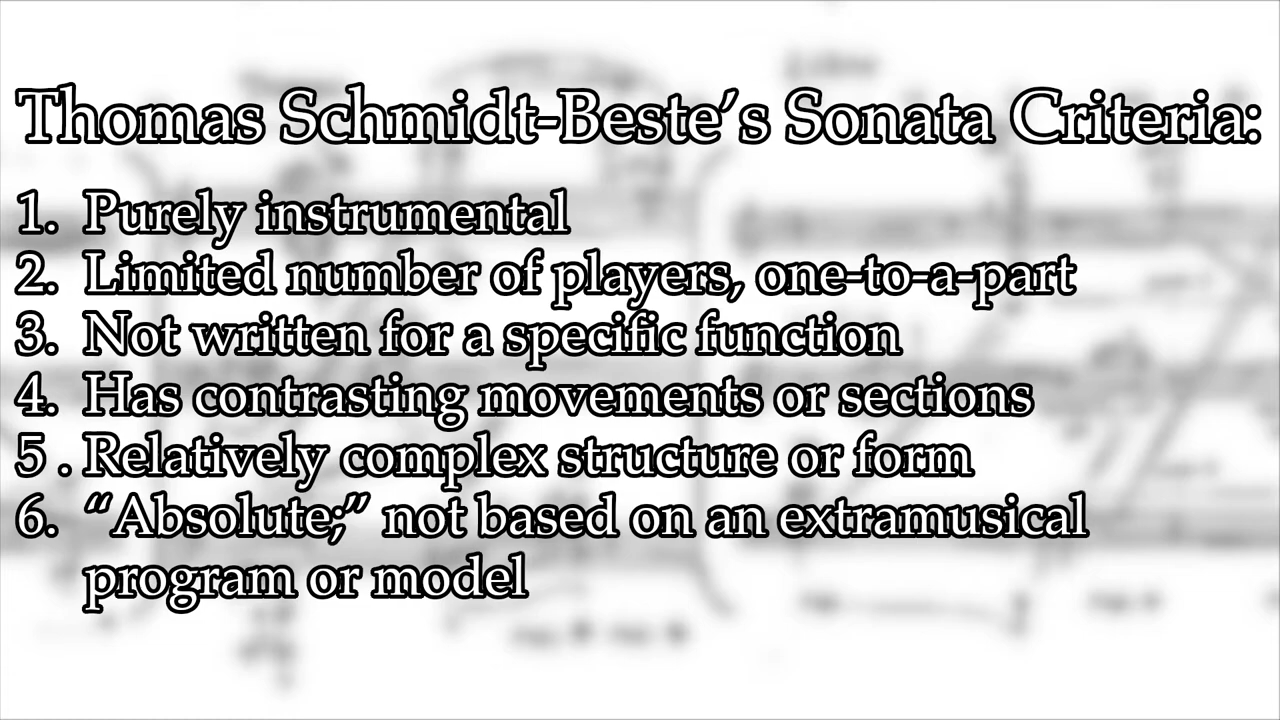 Thomas Schmidt-Beste’s Sonata Criteria:
1. Purely instrumental
2. Limited number of players, one-to-a-part
3. Not written for a specific function
4. Has contrasting movements or sections
5 . Relatively complex structure or form
6. “Absolute;” not based on an extramusical
program or model